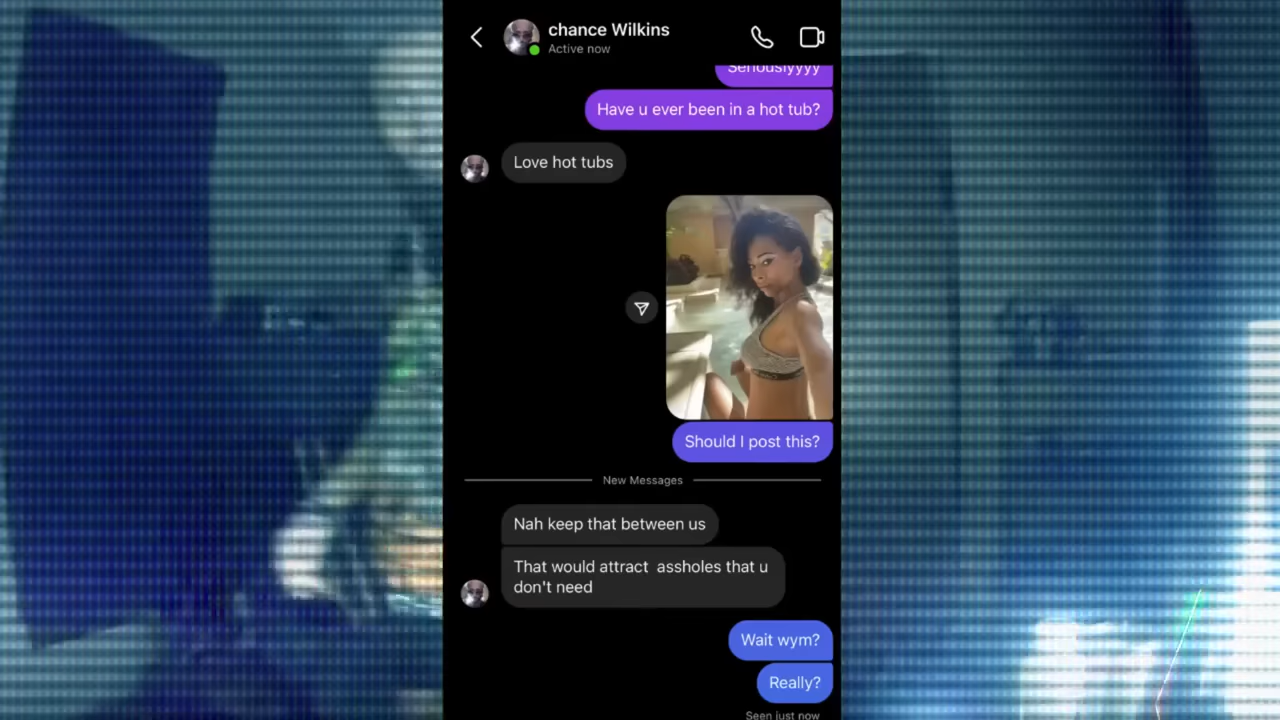 chance Wilkins
Active now
Seriouslyyyy
Have u ever been in a hot tub?
Love hot tubs
Should I post this?
New Messages
Nah keep that between us
That would attract  assholes that u
don't need
Wait wym?
Really?
Seen just now